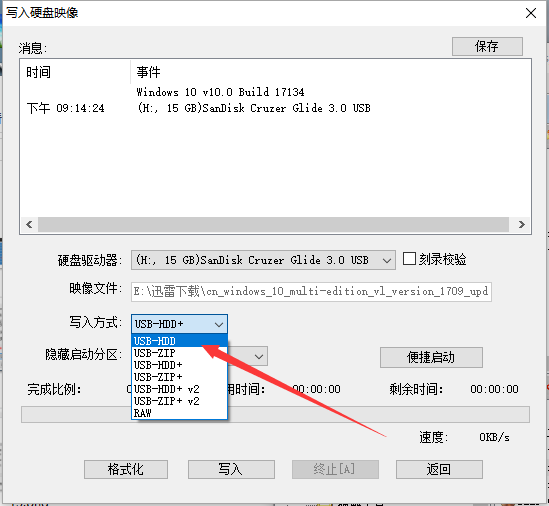 写入硬盘映像
消息:
保存
时间 事件
Windows 10 v10.0 Build 17134
下午 09:14:24 (H:, 15 GB)SanDisk Cruzer Glide 3.0 USB
硬盘驱动器: (H:, 15 GB)SanDisk Cruzer Glide 3.0 USB 刻录校验
映像文件: E:\迅雷下载\cn_windows_10_multi-edition_vl_version_1709_upd
写入方式: USB-HDD+
USB-HDD
USB-ZIP
USB-HDD+
USB-ZIP+
USB-HDD+ v2
USB-ZIP+ v2
RAW
隐藏启动分区: 便捷启动
完成比例: 用时间: 00:00:00 剩余时间: 00:00:00
速度: 0KB/s
格式化 写入 终止[A] 返回